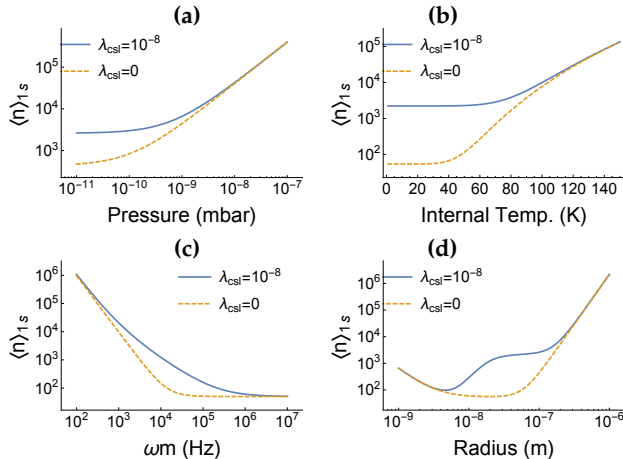 (a)
⟨n⟩1 s
10⁵
10⁴
10³
λcsl=10⁻⁸
λcsl=0
10⁻¹¹ 10⁻¹⁰ 10⁻⁹ 10⁻⁸ 10⁻⁷
Pressure (mbar)
(b)
⟨n⟩1 s
10⁵
10⁴
10³
10²
λcsl=10⁻⁸
λcsl=0
0 20 40 60 80 100 120 140
Internal Temp. (K)
(c)
⟨n⟩1 s
10⁶
10⁵
10⁴
10³
10²
λcsl=10⁻⁸
λcsl=0
10² 10³ 10⁴ 10⁵ 10⁶ 10⁷
ωm (Hz)
(d)
⟨n⟩1 s
10⁶
10⁵
10⁴
10³
10²
λcsl=10⁻⁸
λcsl=0
10⁻⁹ 10⁻⁸ 10⁻⁷ 10⁻⁶
Radius (m)